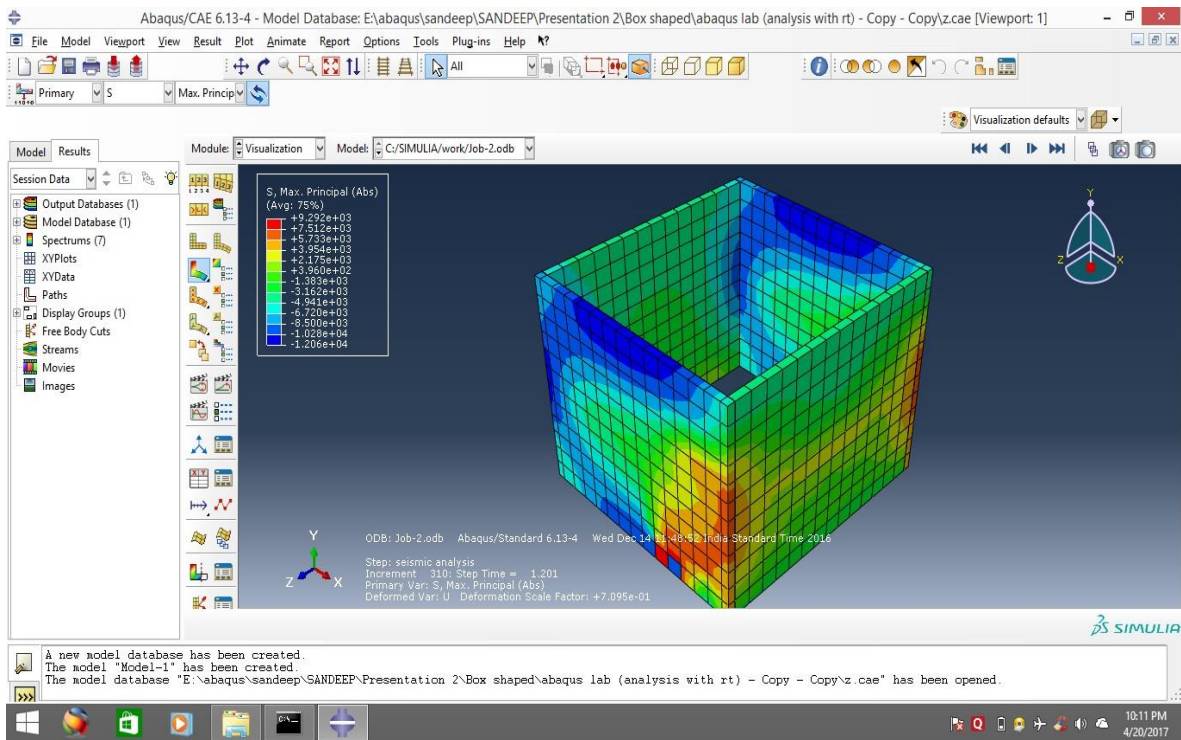 Abaqus/CAE 6.13-4 - Model Database: E:\abaqus\sandeep\SANDEEP\Presentation 2\Box shaped\abaqus lab (analysis with rt) - Copy - Copy\z.cae [Viewport: 1]
File Model Viewport View Result Plot Animate Report Options Tools Plug-ins Help
All
Primary S Max. Princip
Visualization defaults
Model Results Module: Visualization Model: C:/SIMULIA/work/Job-2.odb
Session Data
Output Databases (1)
Model Database (1)
Spectrums (7)
XYPlots
XYData
Paths
Display Groups (1)
Free Body Cuts
Streams
Movies
Images
S, Max. Principal (Abs)
(Avg: 75%)
+9.292e+03
+7.512e+03
+5.733e+03
+3.954e+03
+2.175e+03
+3.960e+02
-1.383e+03
-3.162e+03
-4.941e+03
-6.720e+03
-8.500e+03
-1.028e+04
-1.206e+04
Y
Z X
Y
Z X
ODB: Job-2.odb Abaqus/Standard 6.13-4 Wed Dec 14 11:48:52 India Standard Time 2016
Step: seismic analysis
Increment 310: Step Time = 1.201
Primary Var: S, Max. Principal (Abs)
Deformed Var: U Deformation Scale Factor: +7.095e-01
SIMULIA
A new model database has been created.
The model "Model-1" has been created.
The model database "E:\abaqus\sandeep\SANDEEP\Presentation 2\Box shaped\abaqus lab (analysis with rt) - Copy - Copy\z.cae" has been opened.
>>>
10:11 PM
4/20/2017